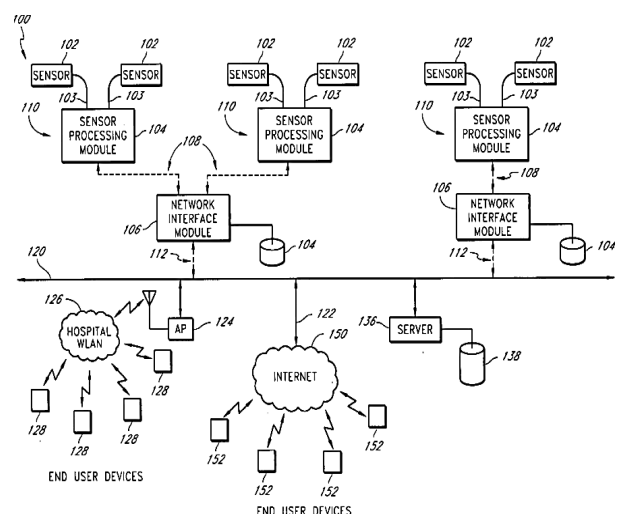 100
102 102 102 102 102 102
SENSOR SENSOR SENSOR SENSOR SENSOR SENSOR
103 103 103 103 103 103
110 110 110
SENSOR PROCESSING MODULE
104
SENSOR PROCESSING MODULE
104
SENSOR PROCESSING MODULE
104
108 108
106
NETWORK INTERFACE MODULE
106
NETWORK INTERFACE MODULE
104 104
112 112
120
126
HOSPITAL WLAN
AP
124
122
150
INTERNET
136
SERVER
138
128 128 128 128
152 152 152 152
END USER DEVICES
END USER DEVICES